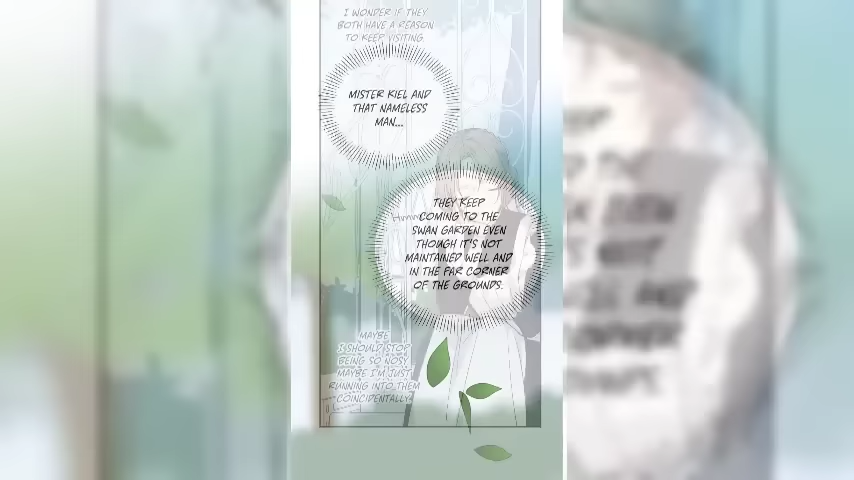 I WONDER IF THEY
BOTH HAVE A REASON
TO KEEP VISITING.
MISTER KIEL AND
THAT NAMELESS
MAN...
THEY KEEP
COMING TO THE
SWAN GARDEN EVEN
THOUGH IT'S NOT
MAINTAINED WELL AND
IN THE FAR CORNER
OF THE GROUNDS.
MAYBE
I SHOULD STOP
BEING SO NOSY.
MAYBE I'M JUST
RUNNING INTO THEM
COINCIDENTALLY.